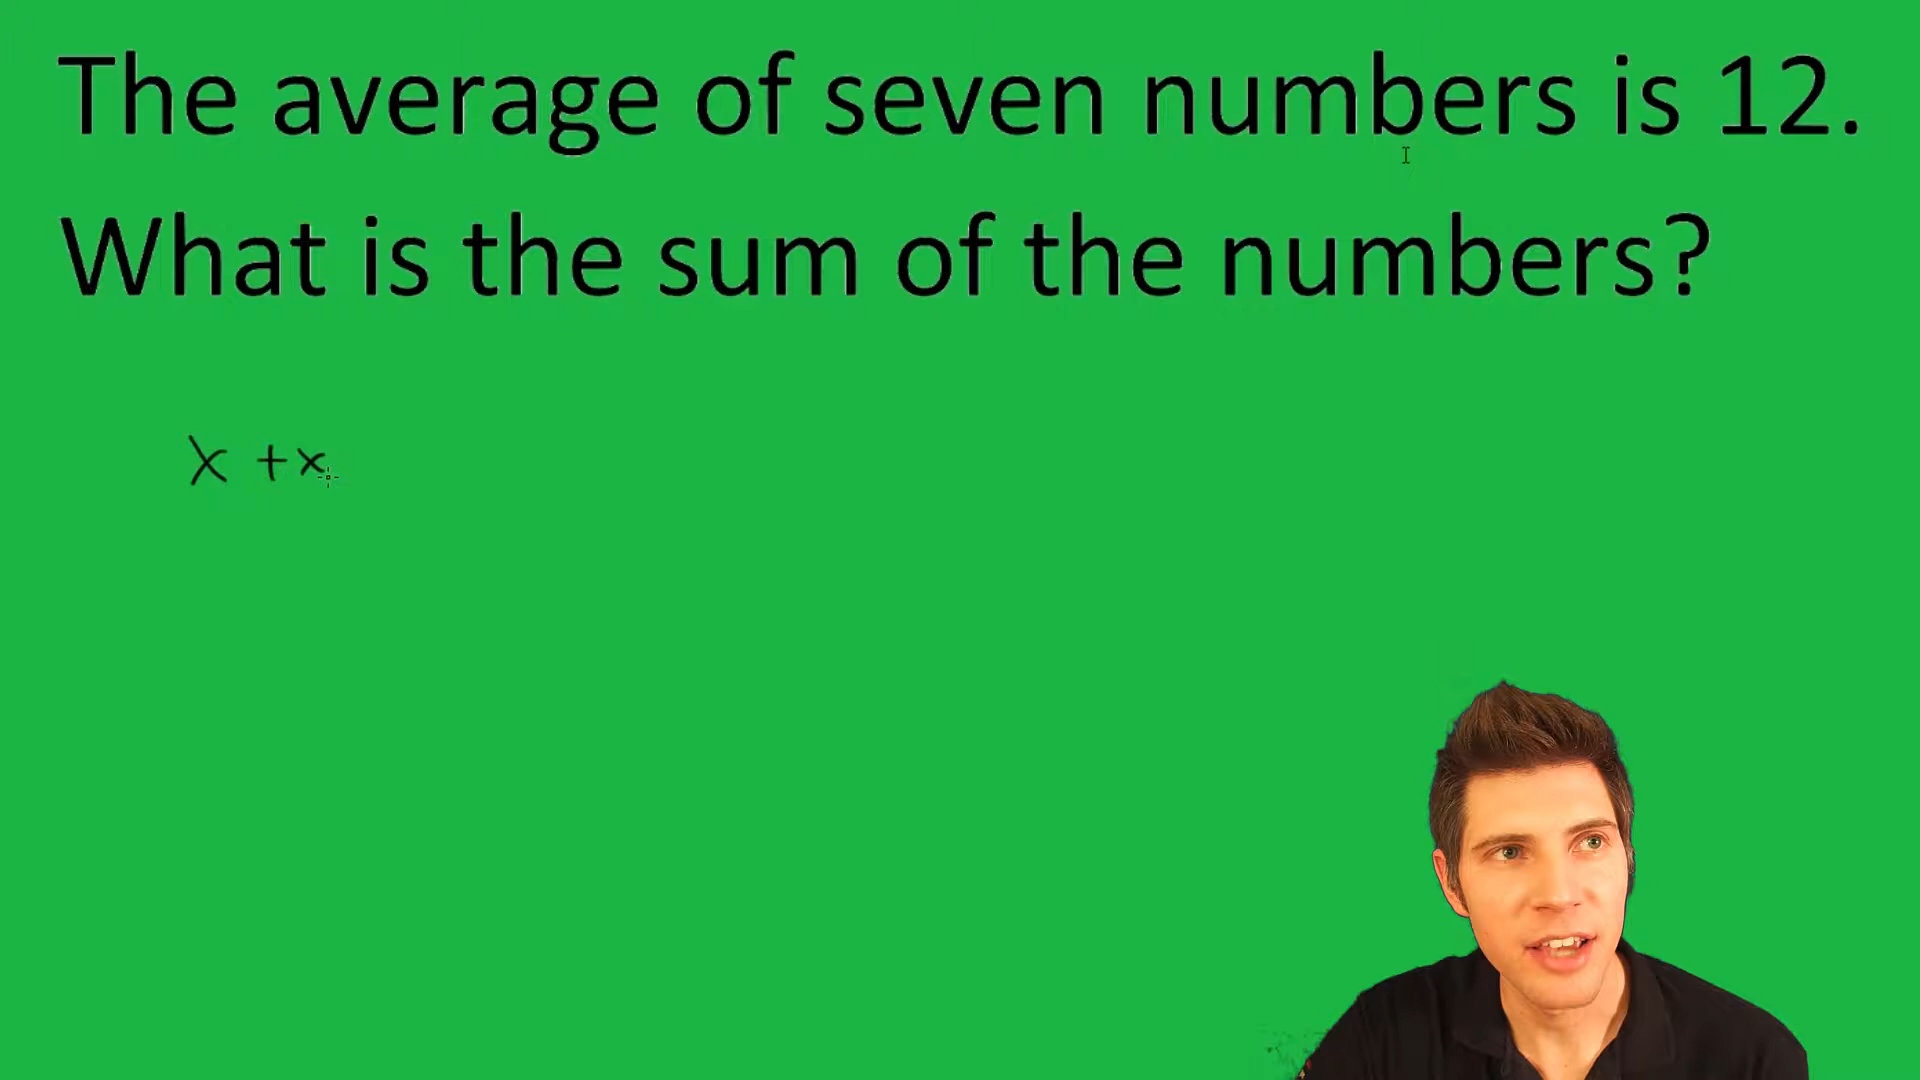 The average of seven numbers is 12.
What is the sum of the numbers?
x + x